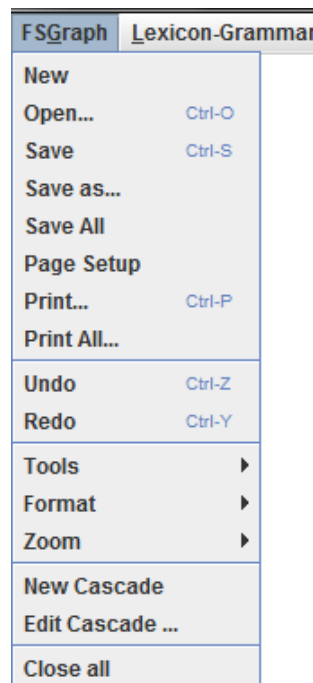 FSGraph Lexicon-Grammar
New
Open... Ctrl-O
Save Ctrl-S
Save as...
Save All
Page Setup
Print... Ctrl-P
Print All...
Undo Ctrl-Z
Redo Ctrl-Y
Tools
Format
Zoom
New Cascade
Edit Cascade ...
Close all